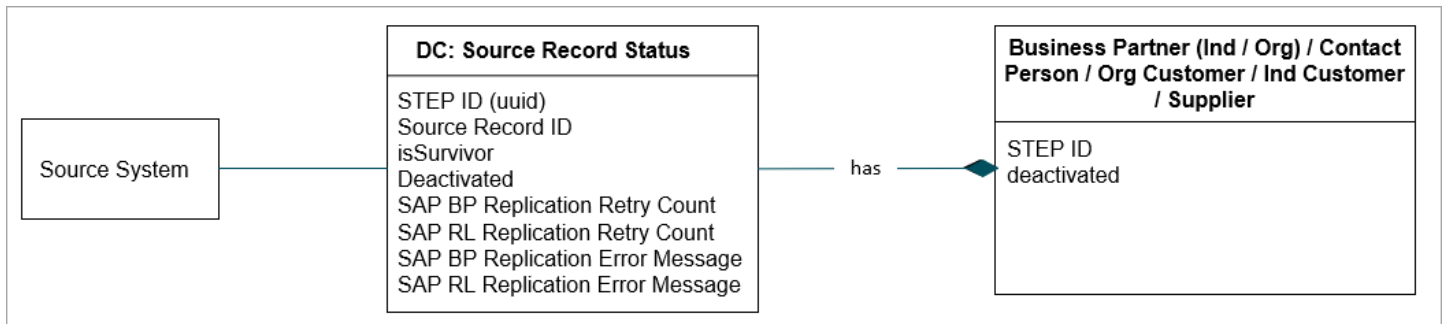 Source System
DC: Source Record Status
STEP ID (uuid)
Source Record ID
isSurvivor
Deactivated
SAP BP Replication Retry Count
SAP RL Replication Retry Count
SAP BP Replication Error Message
SAP RL Replication Error Message
has
Business Partner (Ind / Org) / Contact
Person / Org Customer / Ind Customer
/ Supplier
STEP ID
deactivated